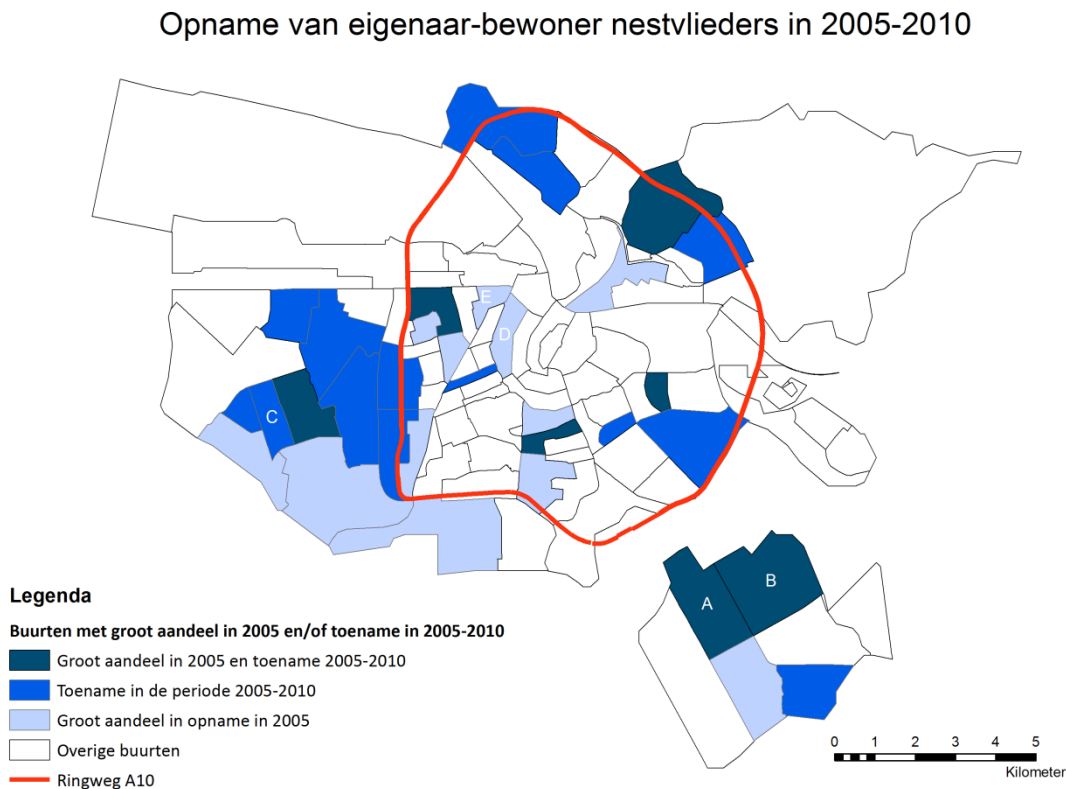 Opname van eigenaar-bewoner nestvlieders in 2005-2010
E
D
C
A
B
Legenda
Buurten met groot aandeel in 2005 en/of toename in 2005-2010
Groot aandeel in 2005 en toename 2005-2010
Toename in de periode 2005-2010
Groot aandeel in opname in 2005
Overige buurten
Ringweg A10
0 1 2 3 4 5
Kilometer